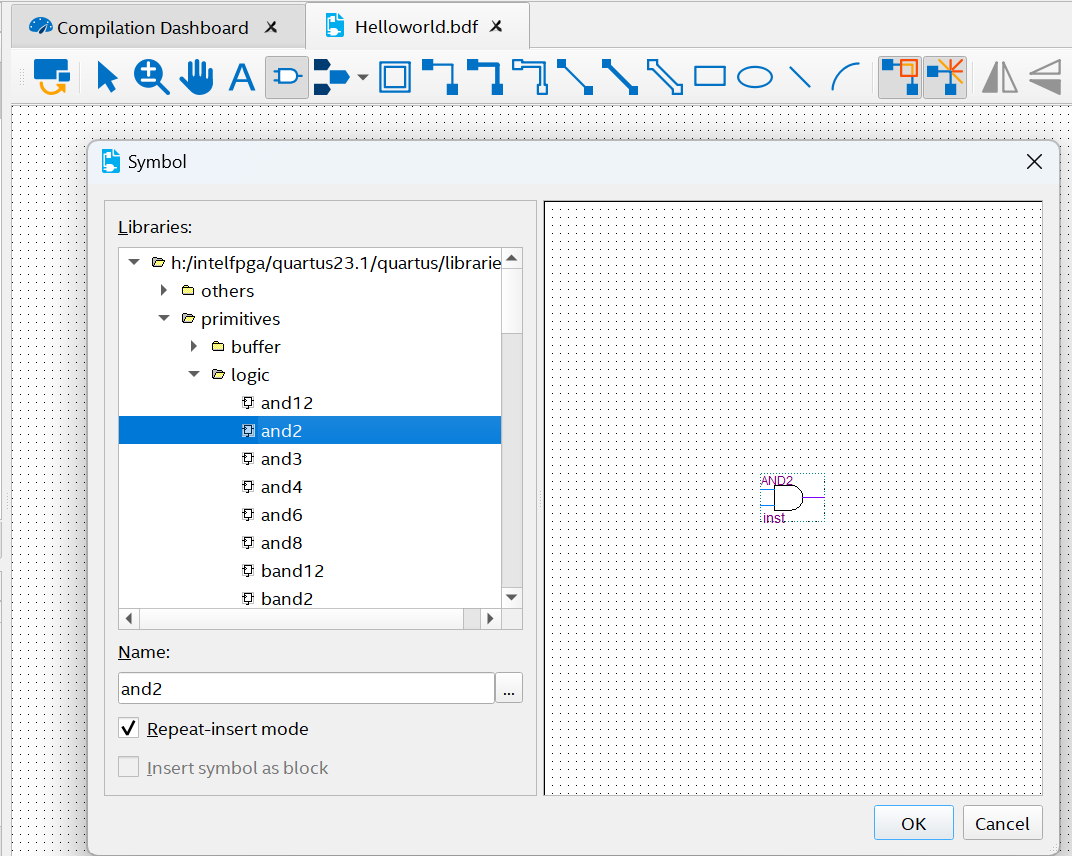 Compilation Dashboard x Helloworld.bdf x
A
Symbol
Libraries:
h:/intelfpga/quartus23.1/quartus/librarie
others
primitives
buffer
logic
and12
and2
and3
and4
and6
and8
band12
band2
AND2
inst
Name:
and2
...
Repeat-insert mode
Insert symbol as block
OK Cancel